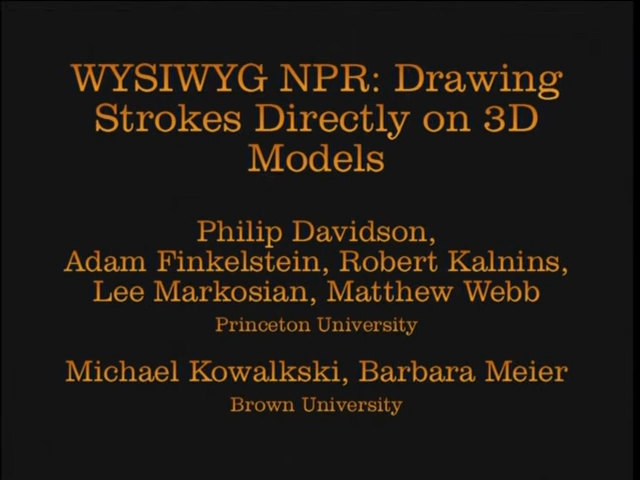 WYSIWYG NPR: Drawing
Strokes Directly on 3D
Models
Philip Davidson,
Adam Finkelstein, Robert Kalnins,
Lee Markosian, Matthew Webb
Princeton University
Michael Kowalkski, Barbara Meier
Brown University